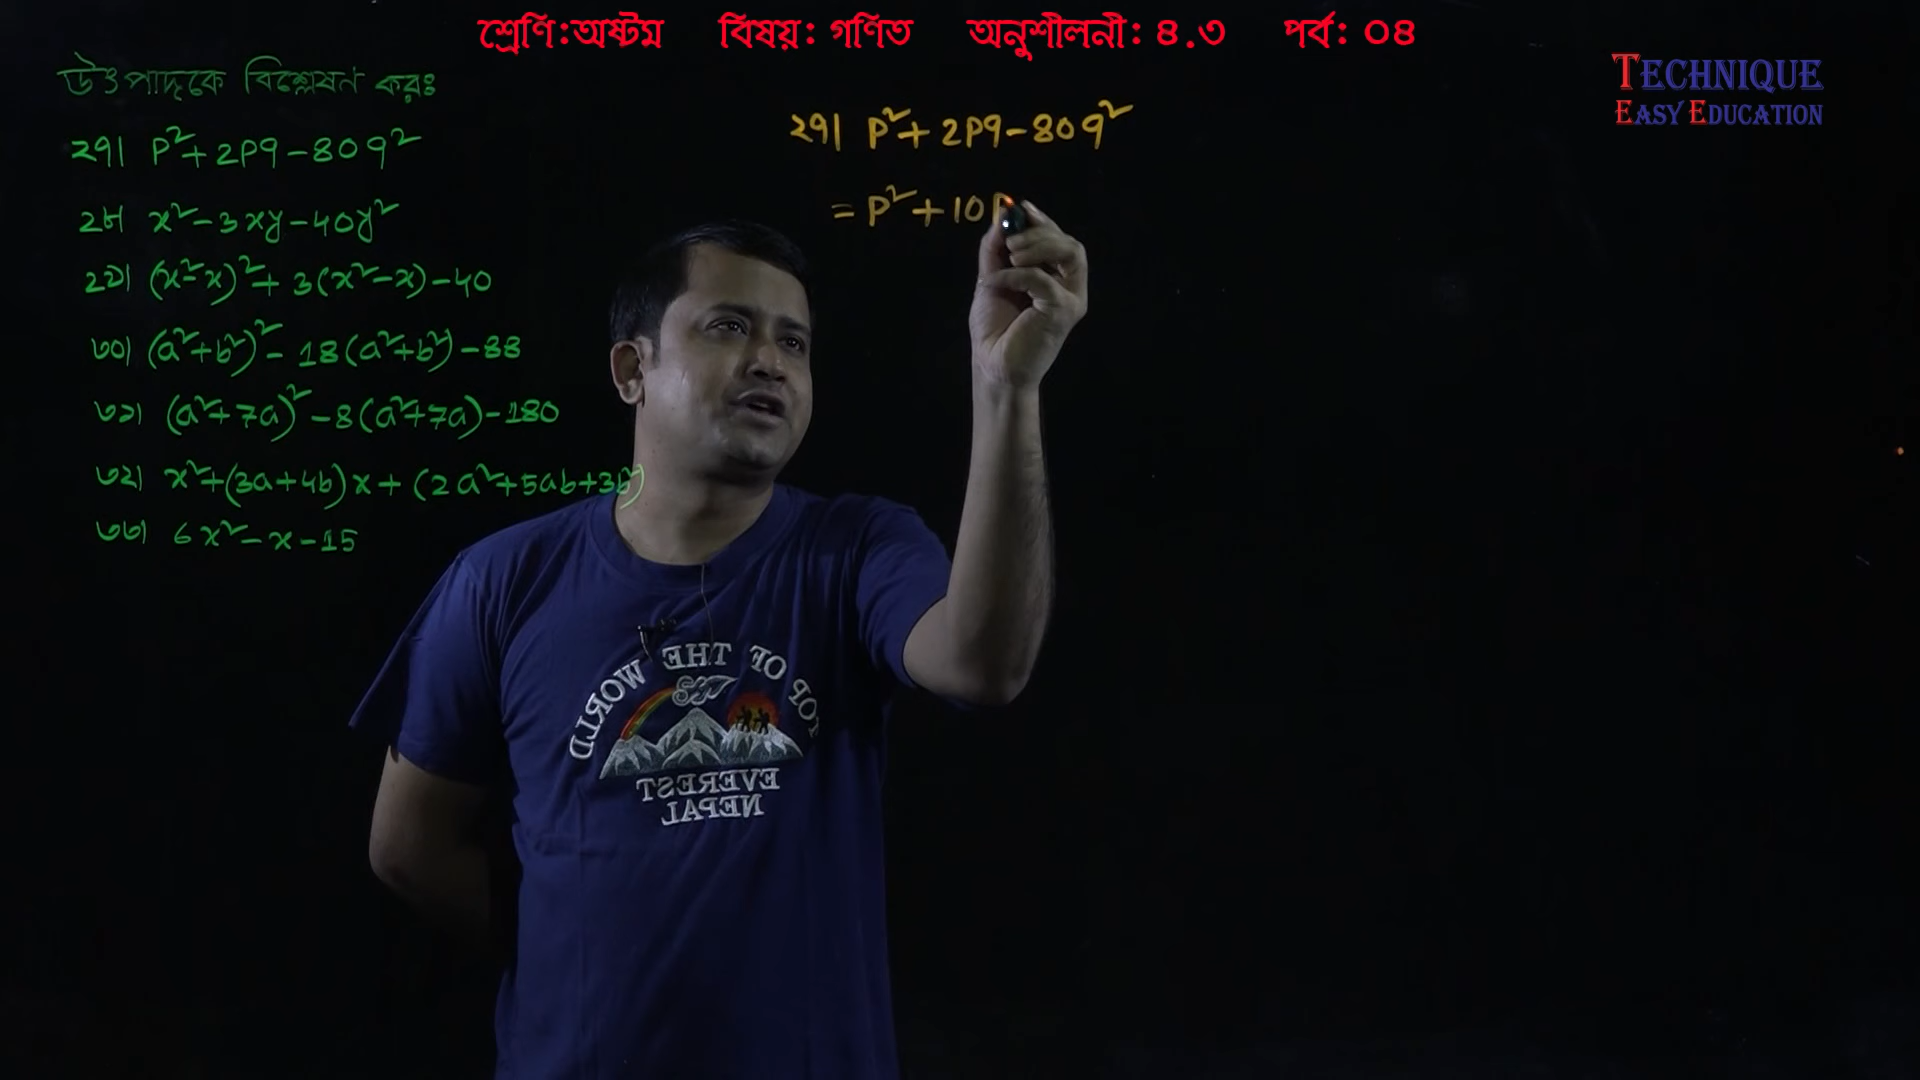 শ্রেণি:অষ্টম বিষয়: গণিত অনুশীলনী: ৪.৩ পর্ব: ০৪
TECHNIQUE
EASY EDUCATION
উৎপাদকে বিশ্লেষণ করঃ
২৭। p²+2pq-80q²
২৮। x²-3xy-40y²
২৯। (x²-x)²+3(x²-x)-40
৩০। (a²+b²)²-18(a²+b²)-88
৩১। (a²+7a)²-8(a²+7a)-180
৩২। x²+(3a+4b)x+(2a²+5ab+3b²)
৩৩। 6x²-x-15
২৭। p²+2pq-80q²
= p²+10p
TOP OF THE WORLD
EVEREST
NEPAL